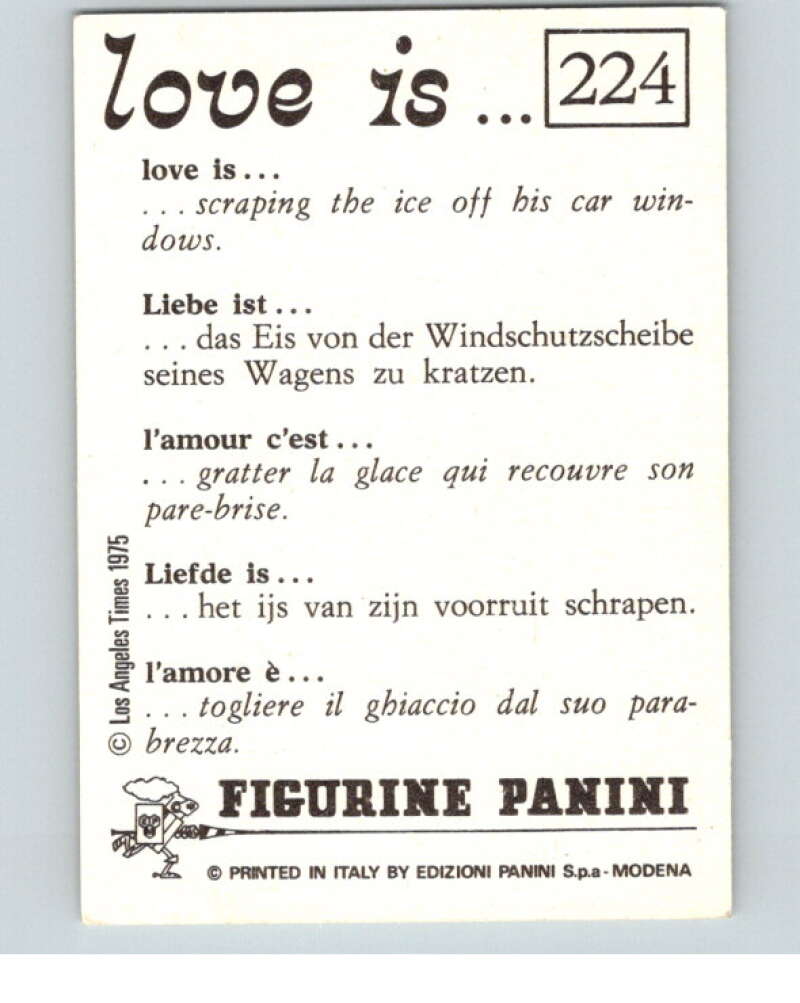 love is ... 224
love is...
...scraping the ice off his car win-
dows.
Liebe ist...
...das Eis von der Windschutzscheibe
seines Wagens zu kratzen.
l'amour c'est...
...gratter la glace qui recouvre son
pare-brise.
Liefde is...
...het ijs van zijn voorruit schrapen.
l'amore è...
...togliere il ghiaccio dal suo para-
brezza.
© Los Angeles Times 1975
FIGURINE PANINI
© PRINTED IN ITALY BY EDIZIONI PANINI S.p.a - MODENA